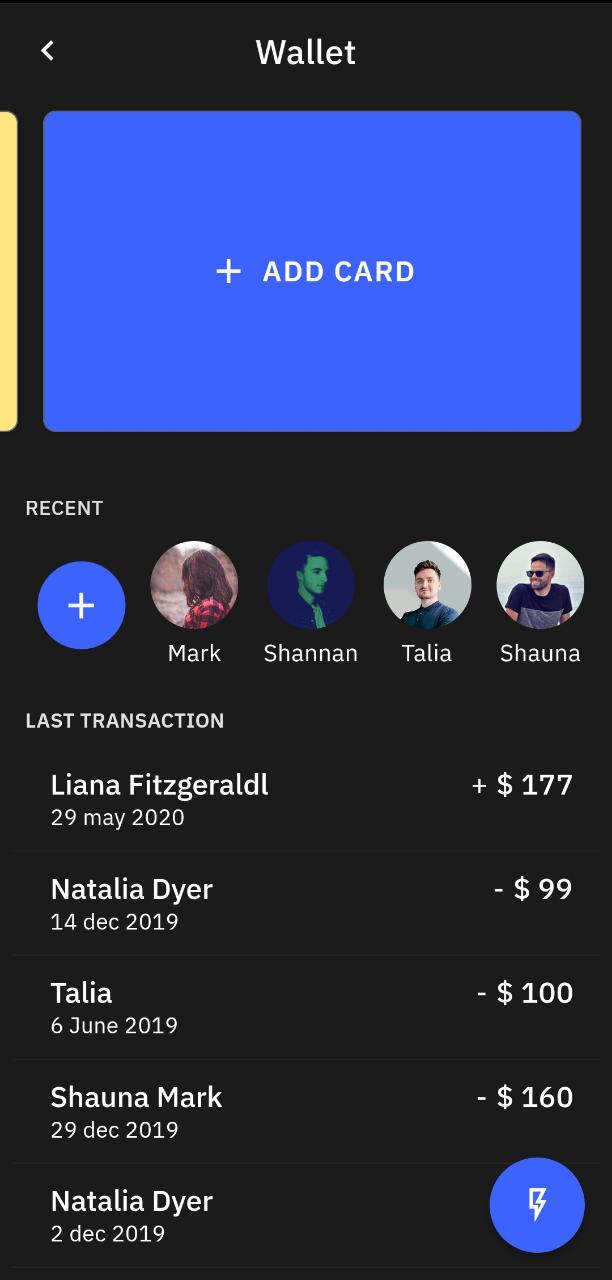 Wallet
+ ADD CARD
RECENT
+
Mark Shannan Talia Shauna
LAST TRANSACTION
Liana Fitzgeraldl + $ 177
29 may 2020
Natalia Dyer - $ 99
14 dec 2019
Talia - $ 100
6 June 2019
Shauna Mark - $ 160
29 dec 2019
Natalia Dyer
2 dec 2019